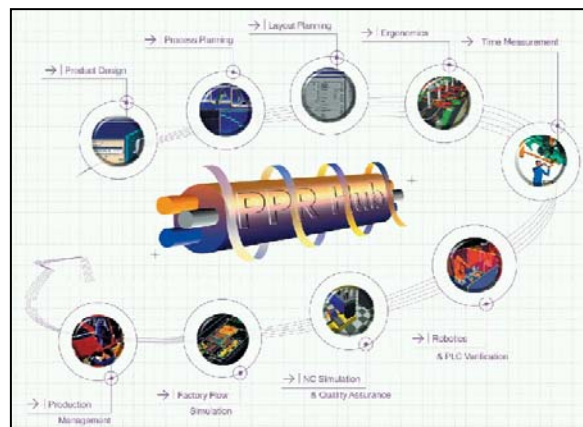 Layout Planning
Ergonomics
Process Planning
Time Measurement
Product Design
PPR Hub
Robotics
& PLC Verification
NC Simulation
& Quality Assurance
Factory Flow
Simulation
Production
Management